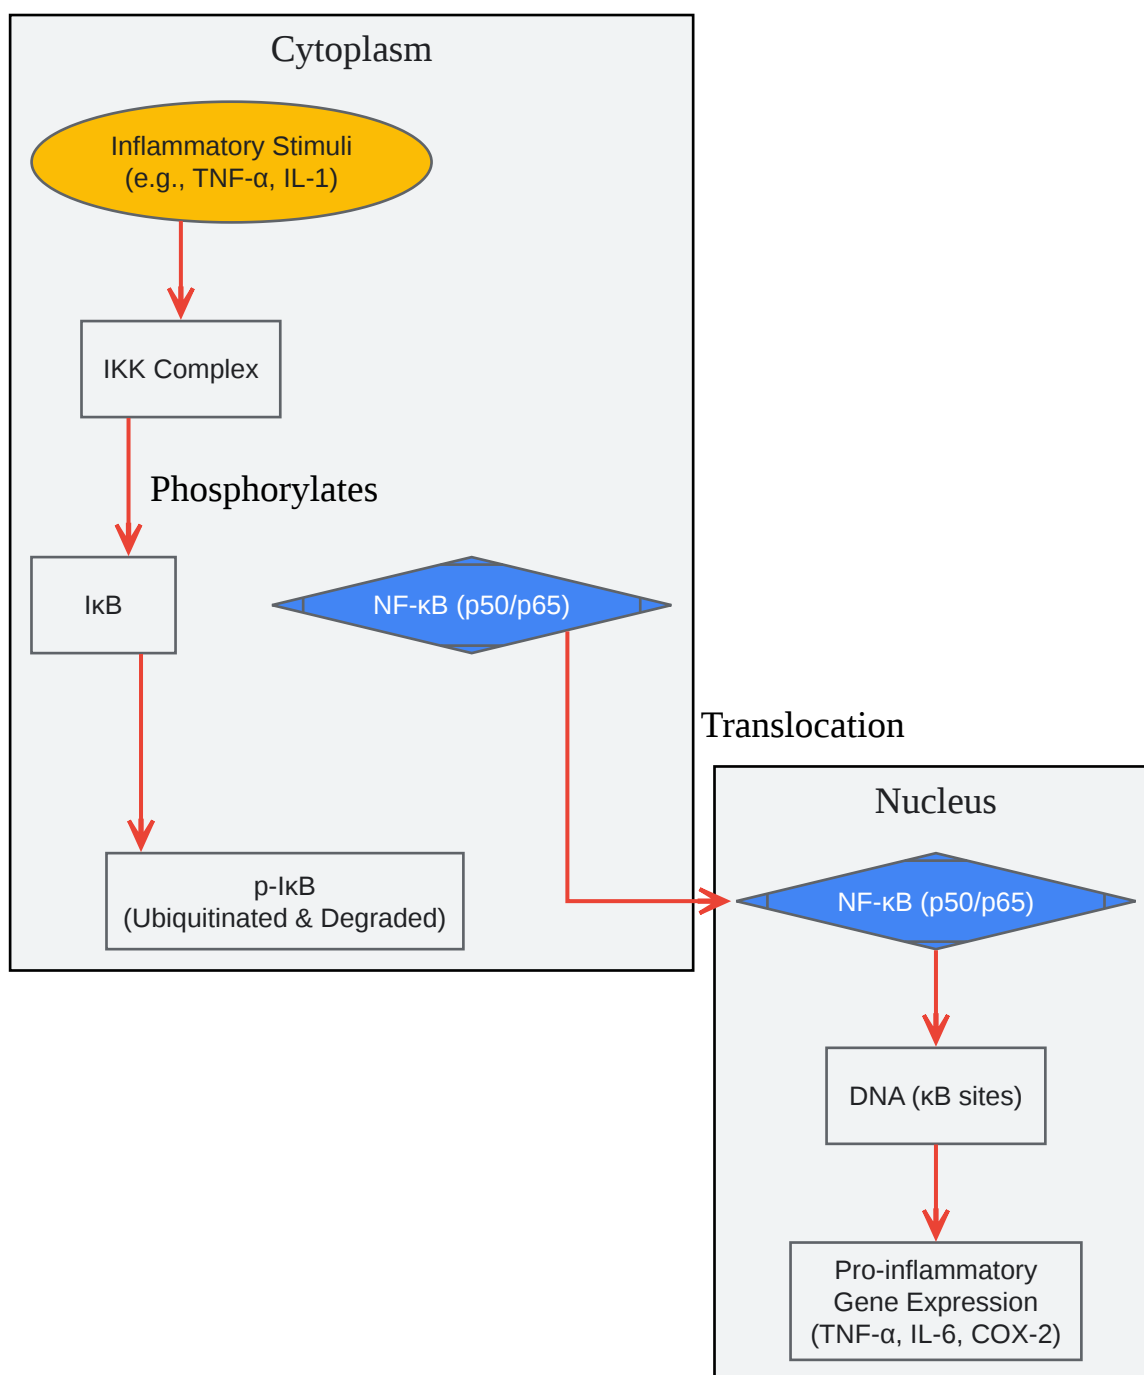 Cytoplasm
Inflammatory Stimuli
(e.g., TNF-α, IL-1)
IKK Complex
Phosphorylates
IκB
NF-κB (p50/p65)
p-IκB
(Ubiquitinated & Degraded)
Translocation
Nucleus
NF-κB (p50/p65)
DNA (κB sites)
Pro-inflammatory
Gene Expression
(TNF-α, IL-6, COX-2)